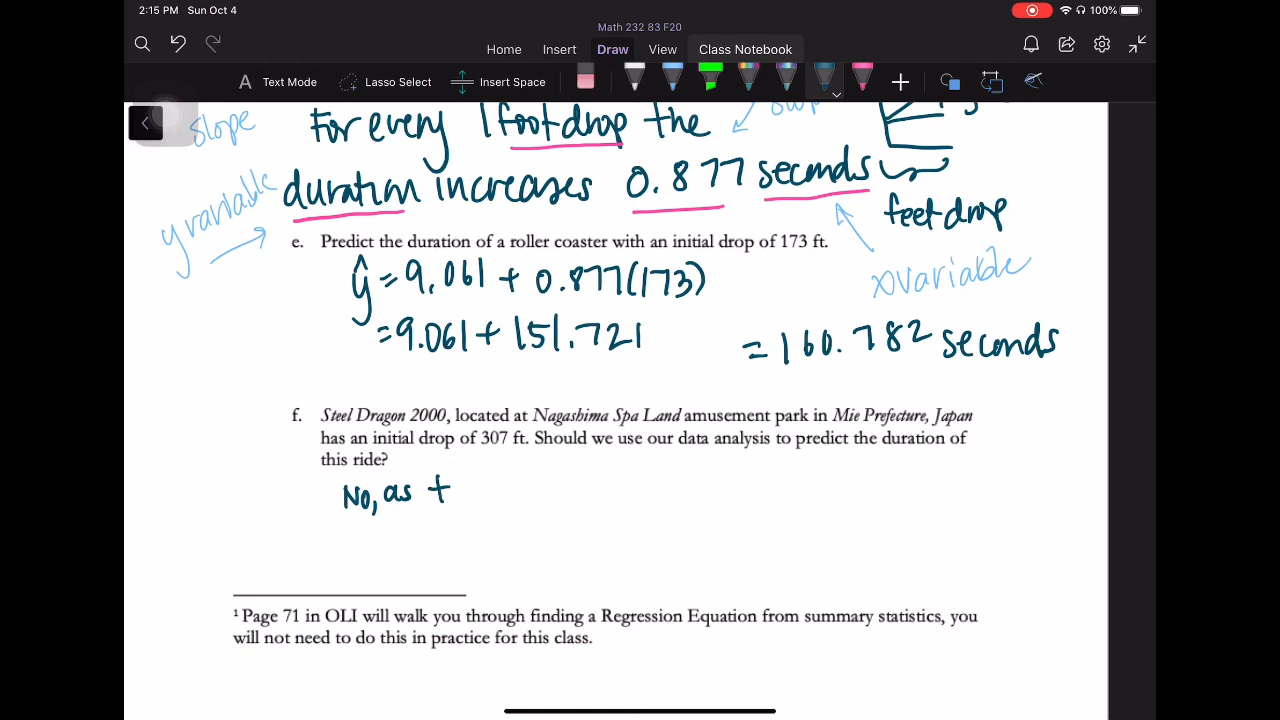 2:15 PM Sun Oct 4
100%
Math 232 83 F20
Home Insert Draw View Class Notebook
Text Mode Lasso Select Insert Space
slope For every 1 foot drop the
y variable duration increases 0.877 seconds
feet drop
x variable
e. Predict the duration of a roller coaster with an initial drop of 173 ft.
ŷ = 9.061 + 0.877(173)
= 9.061 + 151.721 = 160.782 seconds
f. Steel Dragon 2000, located at Nagashima Spa Land amusement park in Mie Prefecture, Japan
has an initial drop of 307 ft. Should we use our data analysis to predict the duration of
this ride?
No, as t
¹ Page 71 in OLI will walk you through finding a Regression Equation from summary statistics, you
will not need to do this in practice for this class.